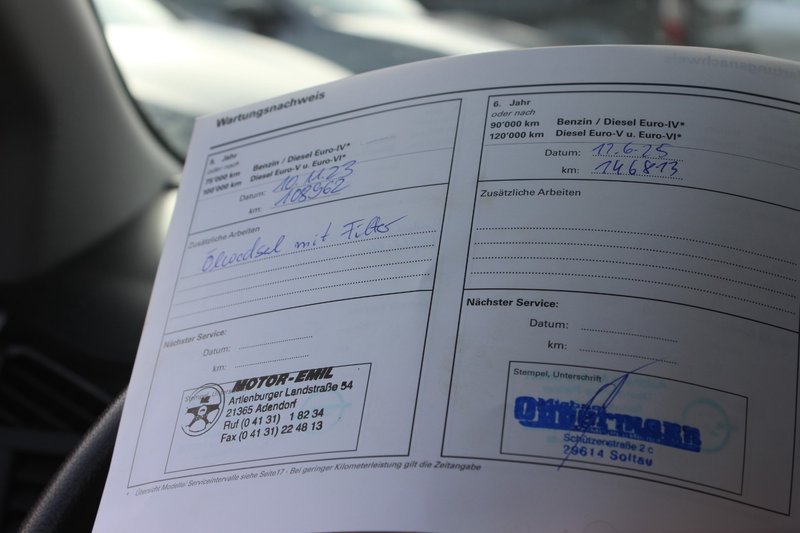 Wartungsnachweis
5. Jahr
oder nach
75'000 km Benzin / Diesel Euro-IV*
100'000 km Diesel Euro-V u. Euro-VI*
Datum: 10.11.23
km: 108962
Zusätzliche Arbeiten
Ölwechsel mit Filter
Nächster Service:
Datum:
km:
MOTOR-EMIL
Artlenburger Landstraße 54
21365 Adendorf
Ruf (0 41 31) 1 82 34
Fax (0 41 31) 22 48 13
* Übersicht Modelle/ Serviceintervalle siehe Seite17 - Bei geringer Kilometerleistung gilt die Zeitangabe
6. Jahr
oder nach
90'000 km Benzin / Diesel Euro-IV*
120'000 km Diesel Euro-V u. Euro-VI*
Datum: 17.6.25
km: 146813
Zusätzliche Arbeiten
Nächster Service:
Datum:
km:
Stempel, Unterschrift
Schützenstraße 2 c
29614 Soltau